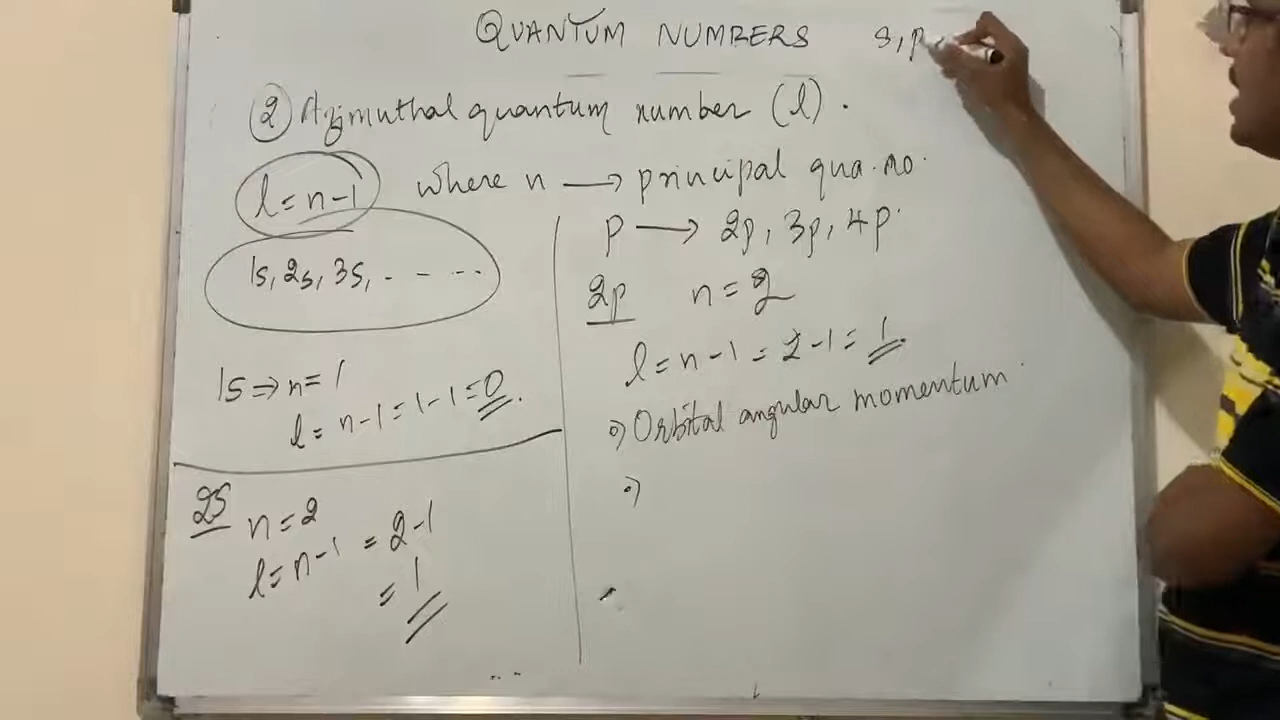 QUANTUM NUMBERS s, p
② Azimuthal quantum number (l).
l = n-1 where n → principal qua. no.
1s, 2s, 3s, . - - ...
1s ⇒ n = 1
l = n-1 = 1-1 = 0.
2s n = 2
l = n-1 = 2-1
= 1
p → 2p, 3p, 4p.
2p n = 2
l = n-1 = 2-1 = 1.
⇒ Orbital angular momentum.
⇒